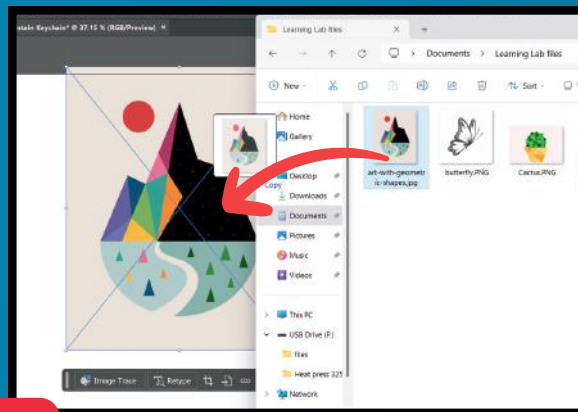 ntain Keychain* @ 37.15 % (RGB/Preview) ×
Learning Lab files
Documents > Learning Lab files
New
Sort
Home
Gallery
Desktop
Copy
Downloads
Documents
Pictures
Music
Videos
This PC
USB Drive (F:)
files
Heat press 325
Network
art-with-geometr
ic-shapes.jpg
butterfly.PNG
Cactus.PNG
Image Trace
Retype